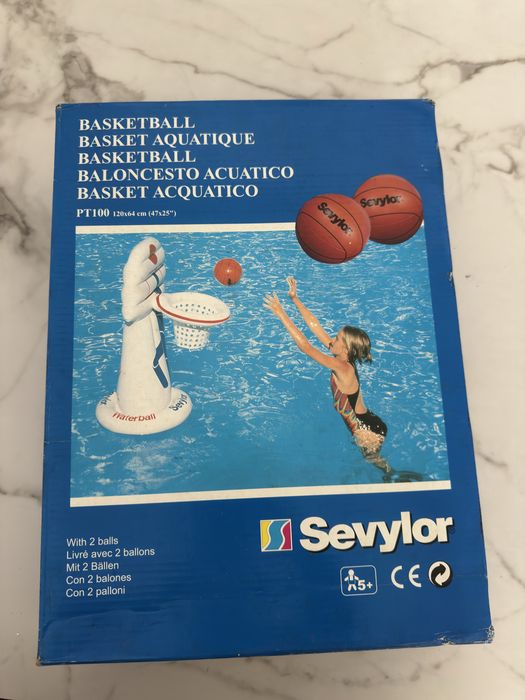 BASKETBALL
BASKET AQUATIQUE
BASKETBALL
BALONCESTO ACUATICO
BASKET ACQUATICO
PT100 120x64 cm (47x25")
Sevylor
Sevylor
Waterball
Sevylor
With 2 balls
Livré avec 2 ballons
Mit 2 Bällen
Con 2 balones
Con 2 palloni
Sevylor
5+
CE